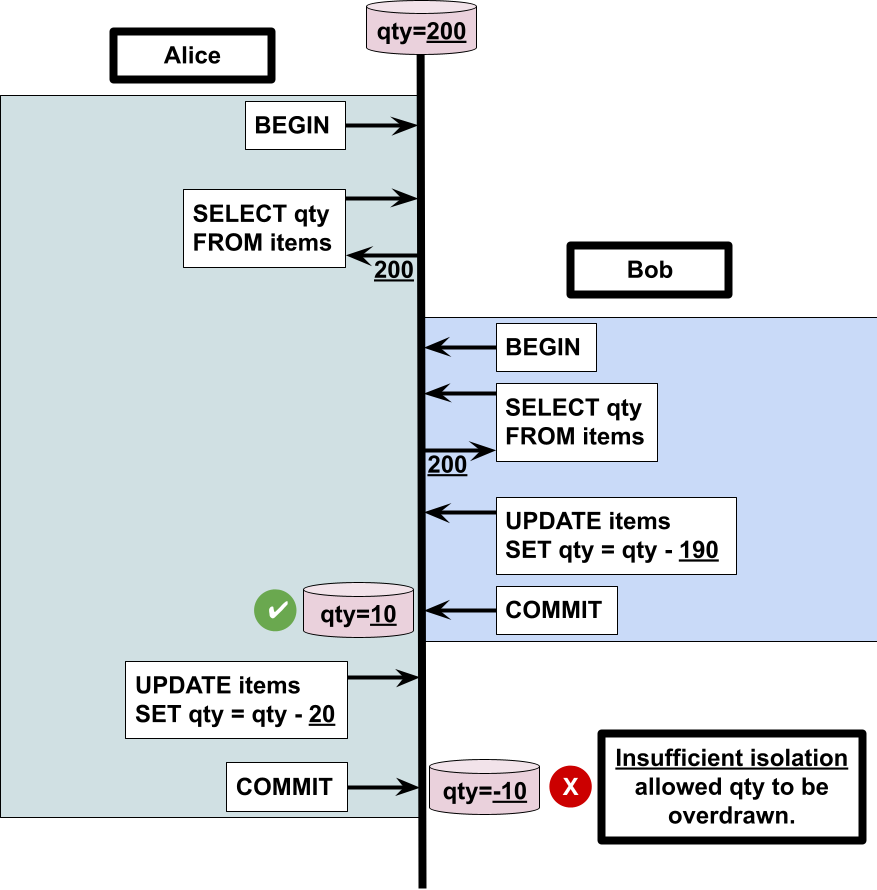 qty=200
Alice
BEGIN
SELECT qty
FROM items
200
Bob
BEGIN
SELECT qty
FROM items
200
UPDATE items
SET qty = qty - 190
✔
qty=10
COMMIT
UPDATE items
SET qty = qty - 20
COMMIT
qty=-10
X
Insufficient isolation
allowed qty to be
overdrawn.